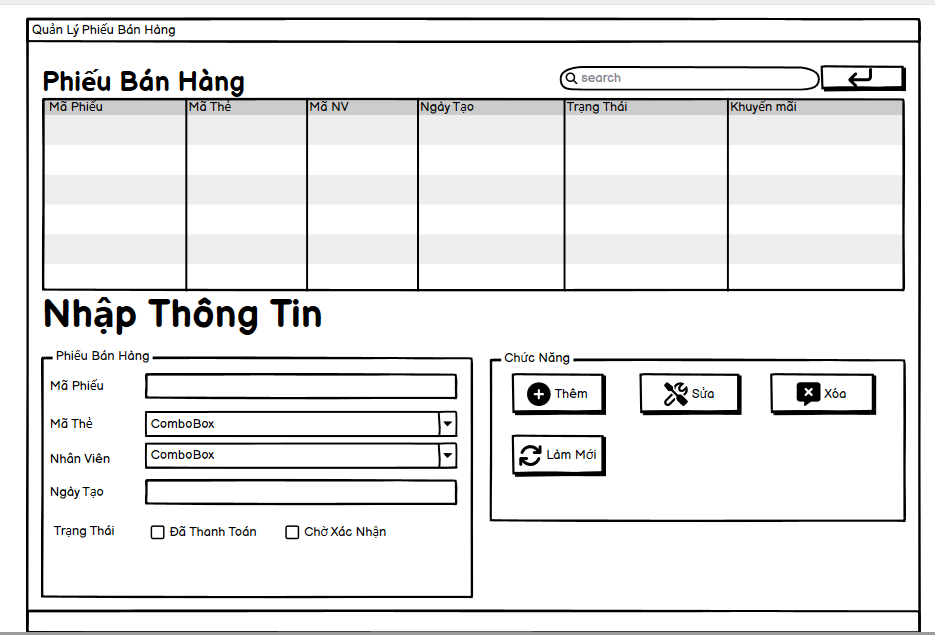 Quản Lý Phiếu Bán Hàng
Phiếu Bán Hàng
search
Mã Phiếu Mã Thẻ Mã NV Ngày Tạo Trạng Thái Khuyến mãi
Nhập Thông Tin
Phiếu Bán Hàng
Mã Phiếu
Mã Thẻ ComboBox
Nhân Viên ComboBox
Ngày Tạo
Trạng Thái Đã Thanh Toán Chờ Xác Nhận
Chức Năng
Thêm Sửa Xóa
Làm Mới